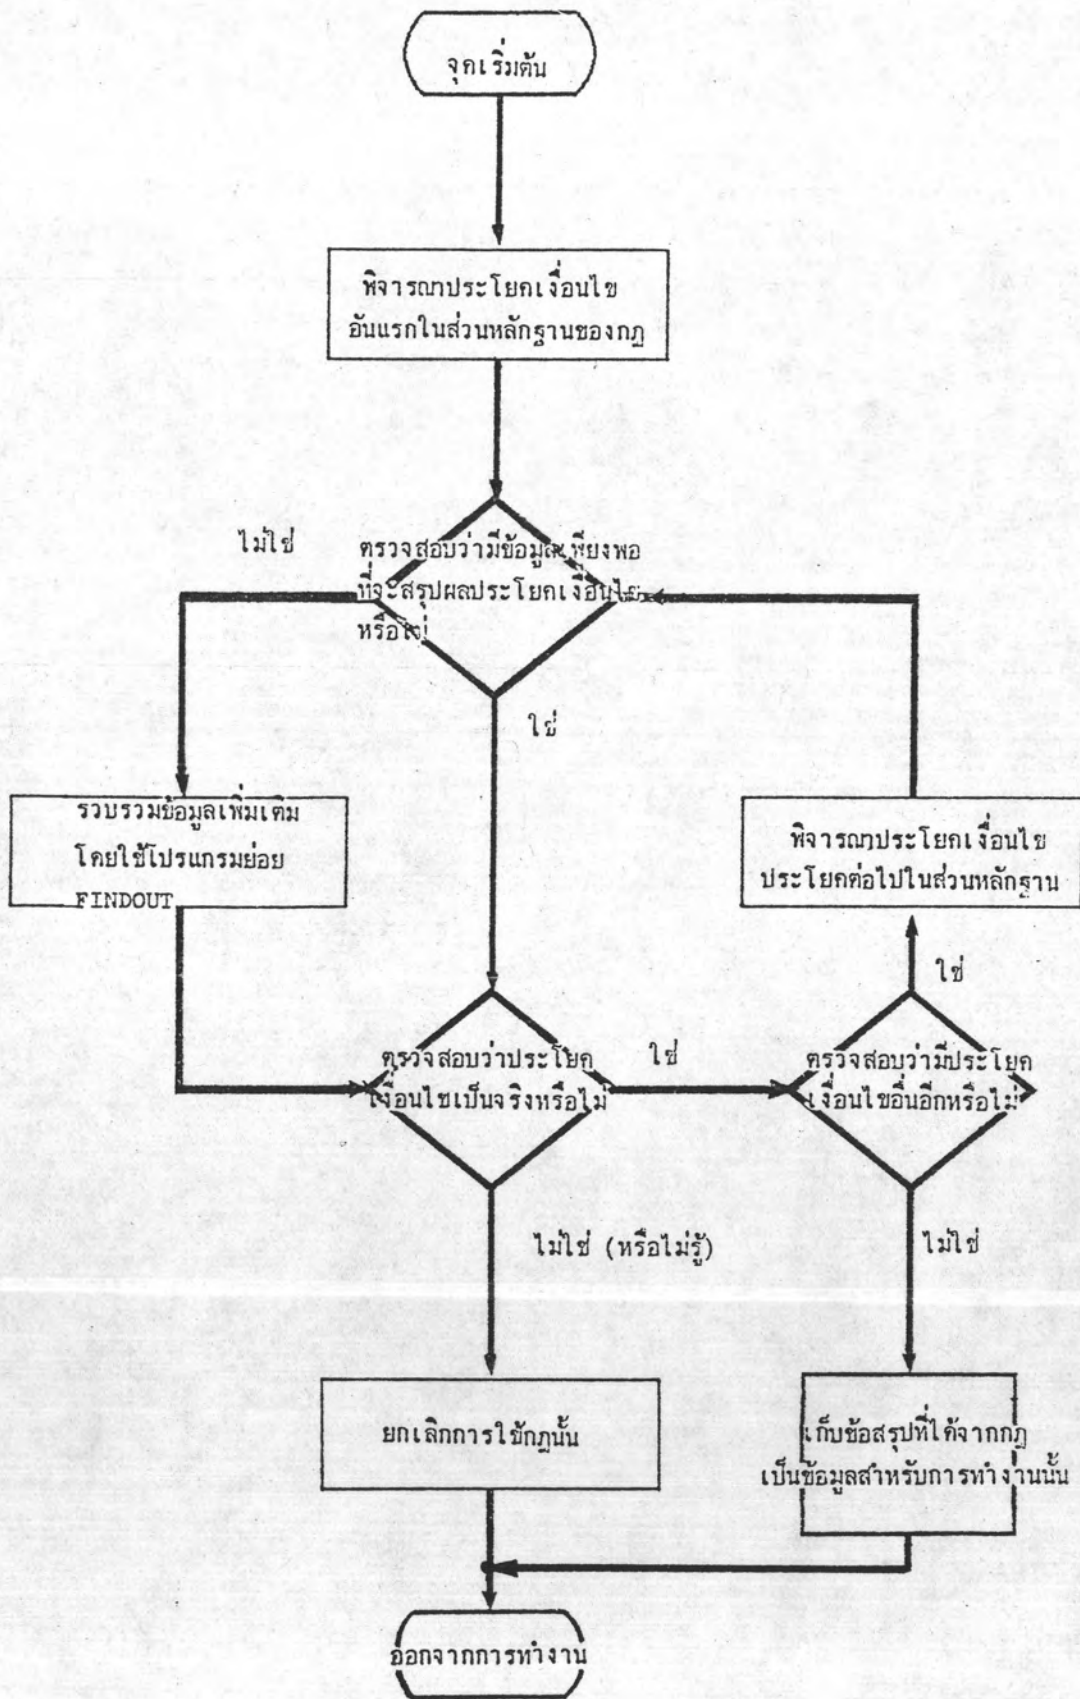 จุดเริ่มต้น
พิจารณาประโยคเงื่อนไข
อันแรกในส่วนหลักฐานของกฎ
ไม่ใช่
ตรวจสอบว่ามีข้อมูลเพียงพอ
ที่จะสรุปผลประโยคเงื่อนไข
หรือไม่
ใช่
รวบรวมข้อมูลเพิ่มเติม
โดยใช้โปรแกรมย่อย
FINDOUT
พิจารณาประโยคเงื่อนไข
ประโยคต่อไปในส่วนหลักฐาน
ใช่
ตรวจสอบว่าประโยค
เงื่อนไขเป็นจริงหรือไม่
ใช่
ตรวจสอบว่ามีประโยค
เงื่อนไขอื่นอีกหรือไม่
ไม่ใช่ (หรือไม่รู้)
ไม่ใช่
ยกเลิกการใช้กฎนั้น
เก็บข้อสรุปที่ได้จากกฎ
เป็นข้อมูลสำหรับการทำงานนั้น
ออกจากการทำงาน